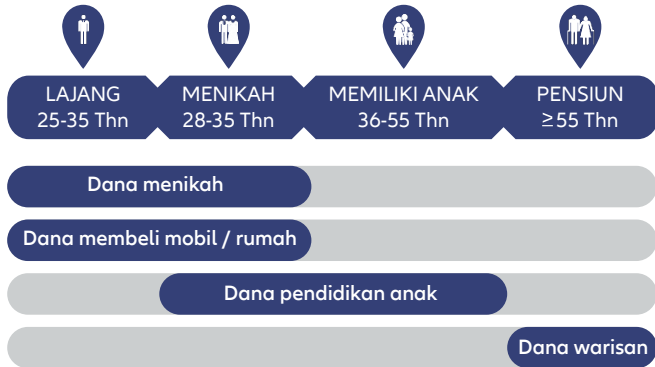 LAJANG
25-35 Thn
MENIKAH
28-35 Thn
MEMILIKI ANAK
36-55 Thn
PENSIUN
≥55 Thn
Dana menikah
Dana membeli mobil / rumah
Dana pendidikan anak
Dana warisan